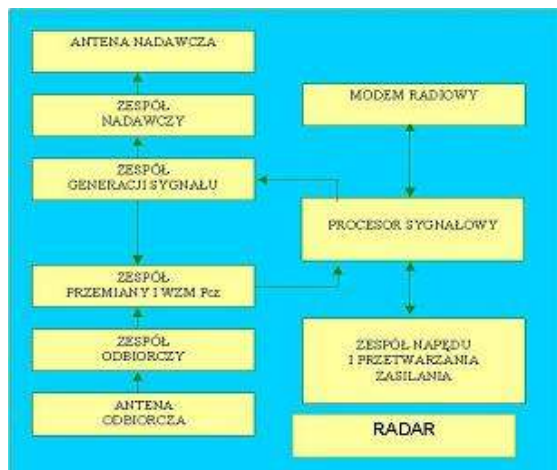 ANTENA NADAWCZA
ZESPÓŁ
NADAWCZY
ZESPÓŁ
GENERACJI SYGNAŁU
ZESPÓŁ
PRZEMIANY I WZM Pcz
ZESPÓŁ
ODBIORCZY
ANTENA
ODBIORCZA
MODEM RADIOWY
PROCESOR SYGNAŁOWY
ZESPÓŁ NAPĘDU
I PRZETWARZANIA
ZASILANIA
RADAR